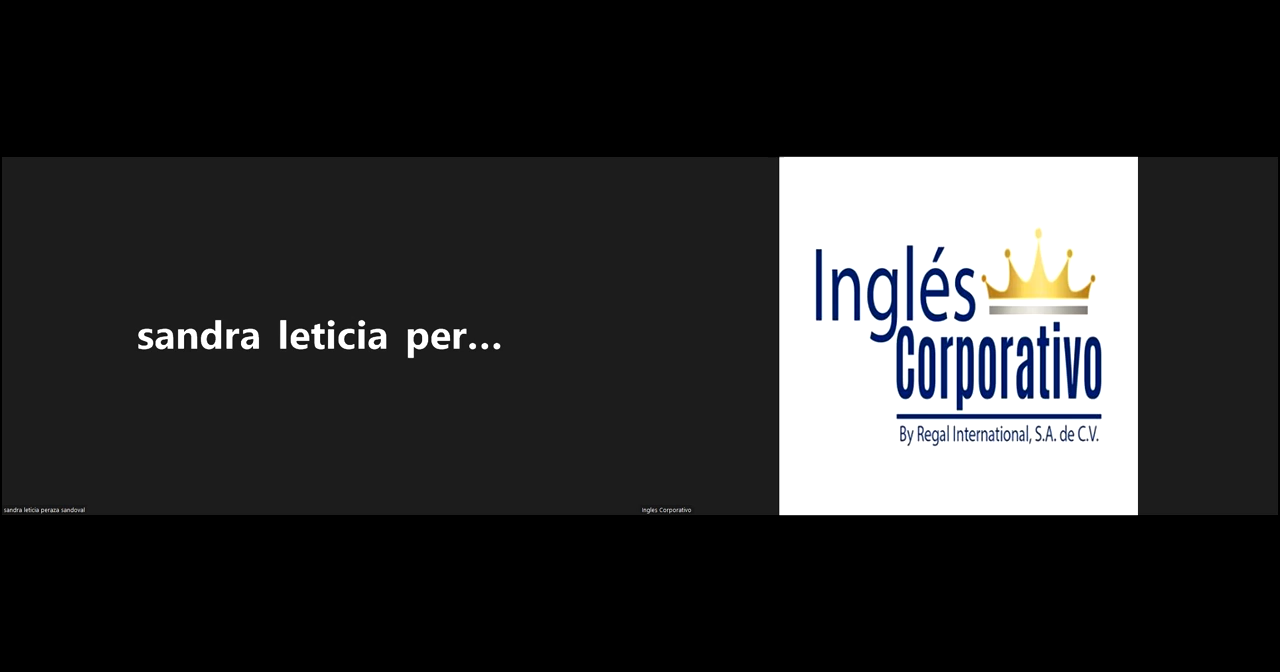 sandra leticia per...
sandra leticia peraza sandoval
Inglés
Corporativo
By Regal International, S.A. de C.V.
Ingles Corporativo